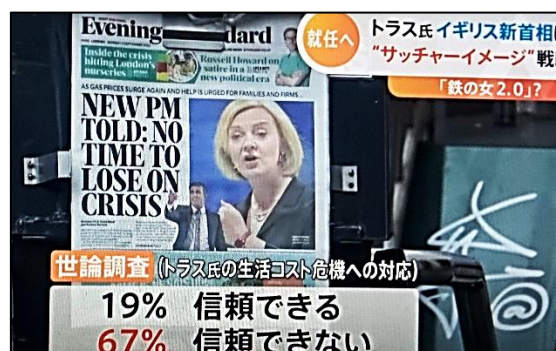 Evening dard
Inside the crisis
hitting London's
nurseries
Russell Howard on
satire in a
new political era
AS GAS PRICES SURGE AGAIN AND HELP IS URGED FOR FAMILIES AND FIRMS ...
NEW PM
TOLD: NO
TIME TO
LOSE ON
CRISIS
就任へ
トラス氏 イギリス新首相
“サッチャーイメージ”戦
「鉄の女2.0」?
世論調査(トラス氏の生活コスト危機への対応)
19% 信頼できる
67% 信頼できない